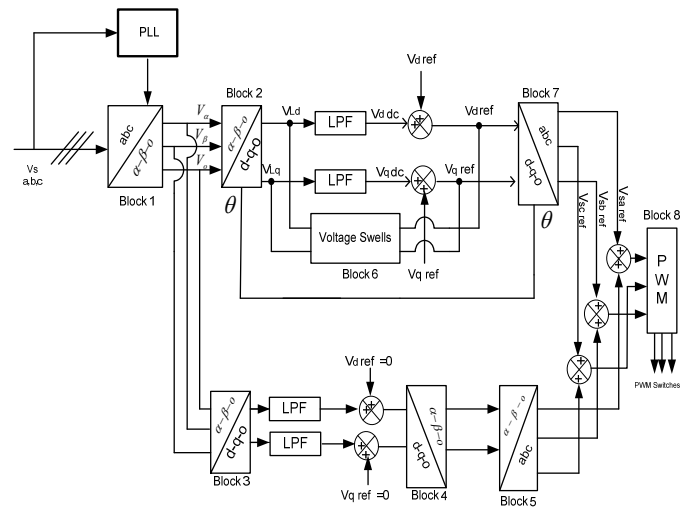 PLL
Vd ref
Block 2
Block 7
abc
α-β-o
Vα
Vβ
Vo
α-β-o
d-q-o
VLd
LPF
Vd dc
Vd ref
abc
d-q-o
VLq
LPF
Vq dc
Vq ref
Vs
a,b,c
Block 1
θ
θ
Voltage Swells
Block 6
Vq ref
Vsc ref
Vsb ref
Vsa ref
Block 8
PWM
PWM Switches
Vd ref =0
α-β-o
d-q-o
LPF
LPF
α-β-o
d-q-o
α-β-o
abc
Block 3
Vq ref =0
Block 4
Block 5